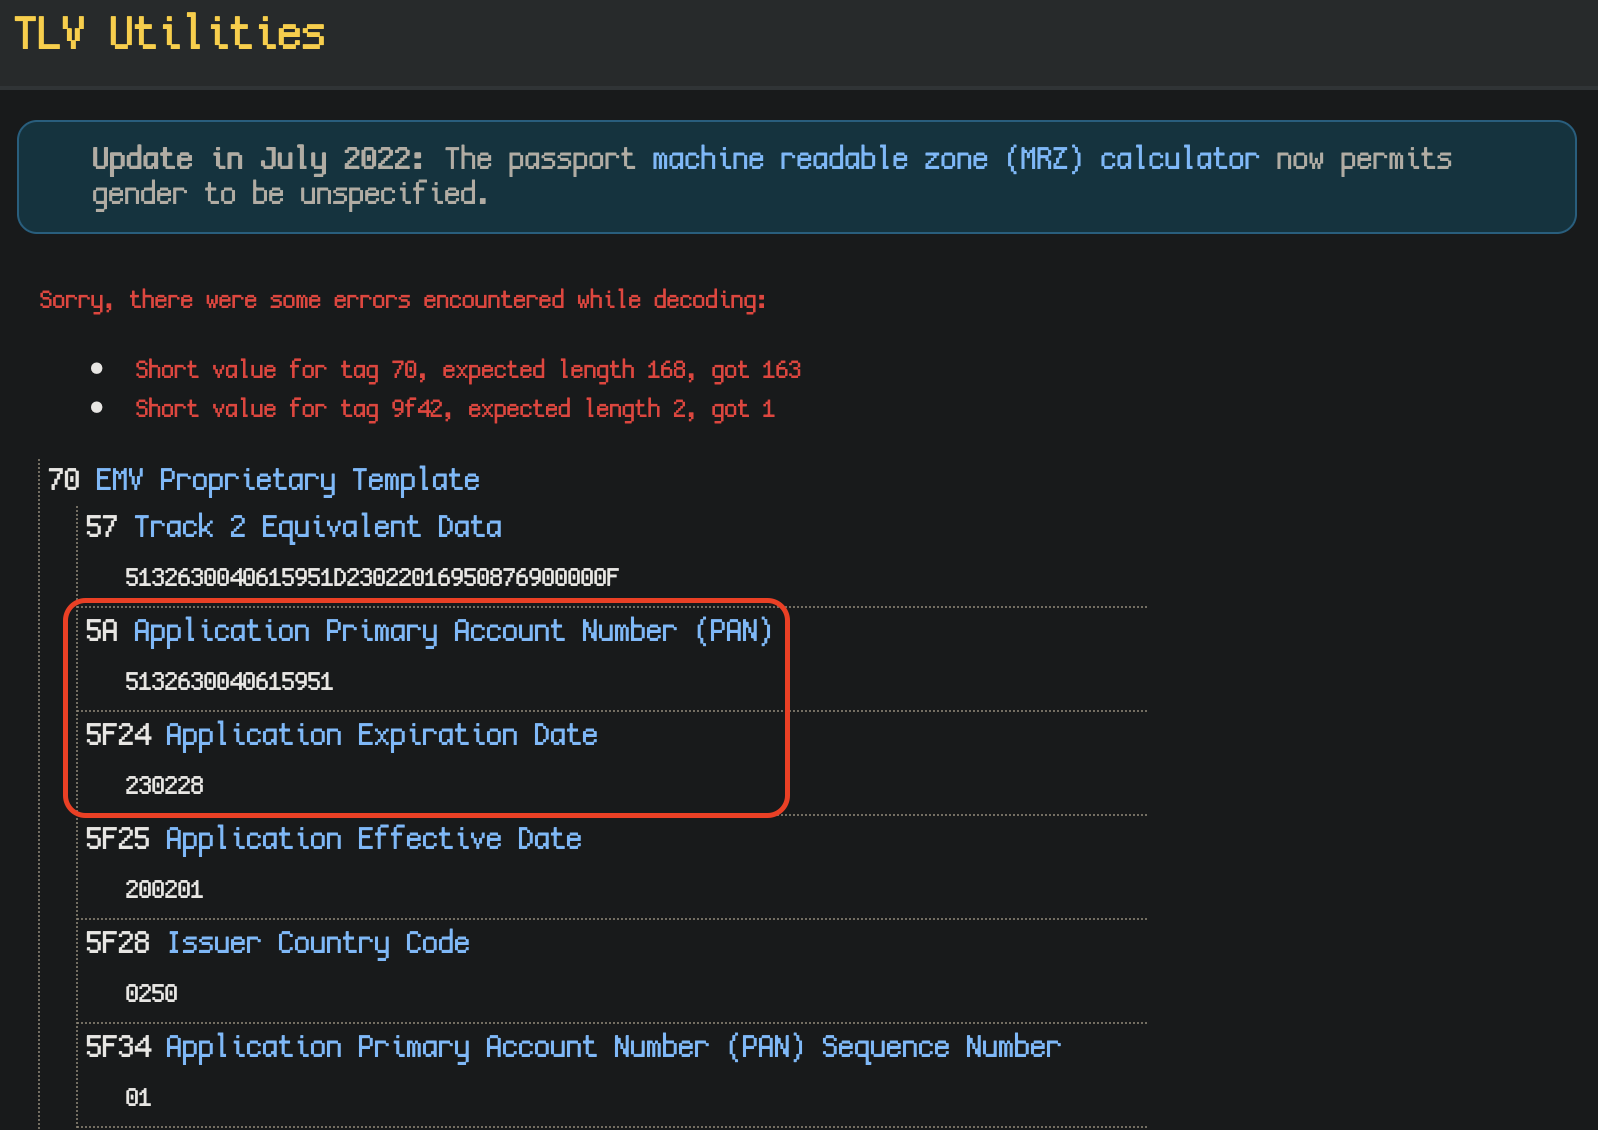 TLV Utilities
Update in July 2022: The passport machine readable zone (MRZ) calculator now permits
gender to be unspecified.
Sorry, there were some errors encountered while decoding:
Short value for tag 70, expected length 168, got 163
Short value for tag 9f42, expected length 2, got 1
70 EMV Proprietary Template
57 Track 2 Equivalent Data
5132630040615951D23022016950876900000F
5A Application Primary Account Number (PAN)
5132630040615951
5F24 Application Expiration Date
230228
5F25 Application Effective Date
200201
5F28 Issuer Country Code
0250
5F34 Application Primary Account Number (PAN) Sequence Number
01